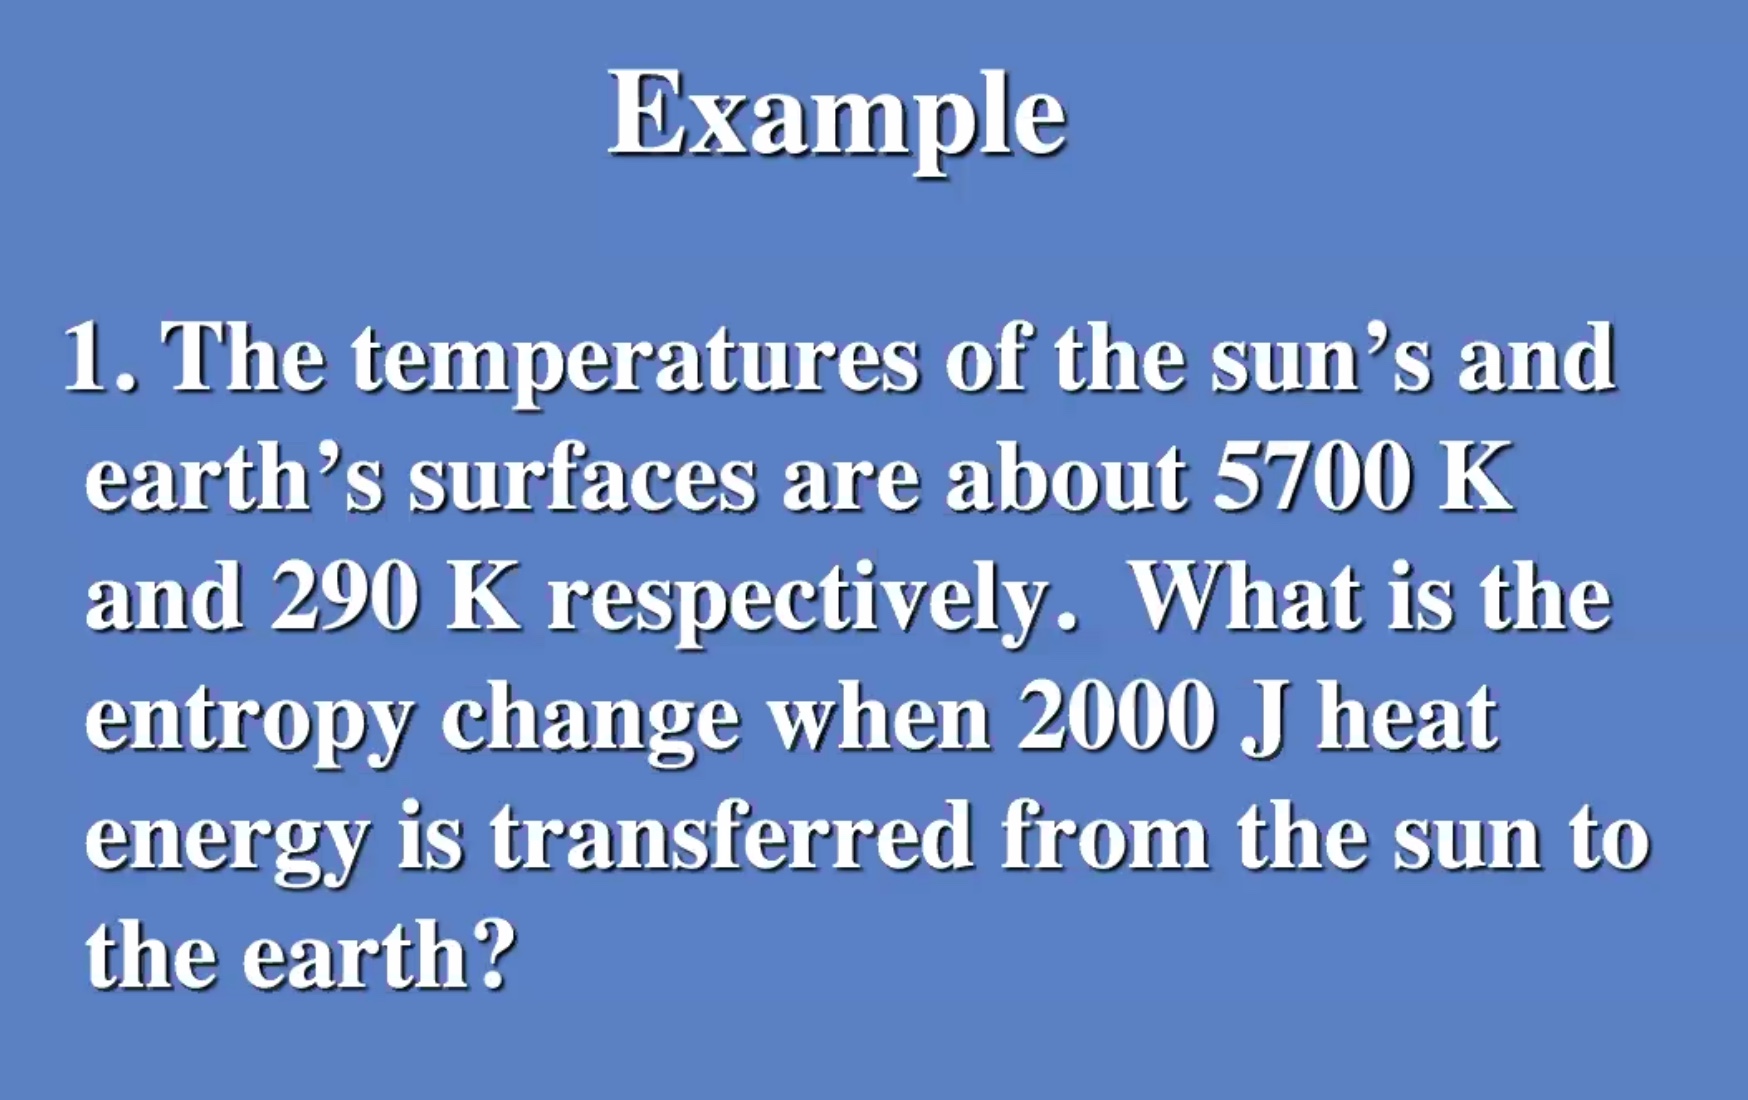 Example
1. The temperatures of the sun’s and
earth’s surfaces are about 5700 K
and 290 K respectively.  What is the
entropy change when 2000 J heat
energy is transferred from the sun to
the earth?